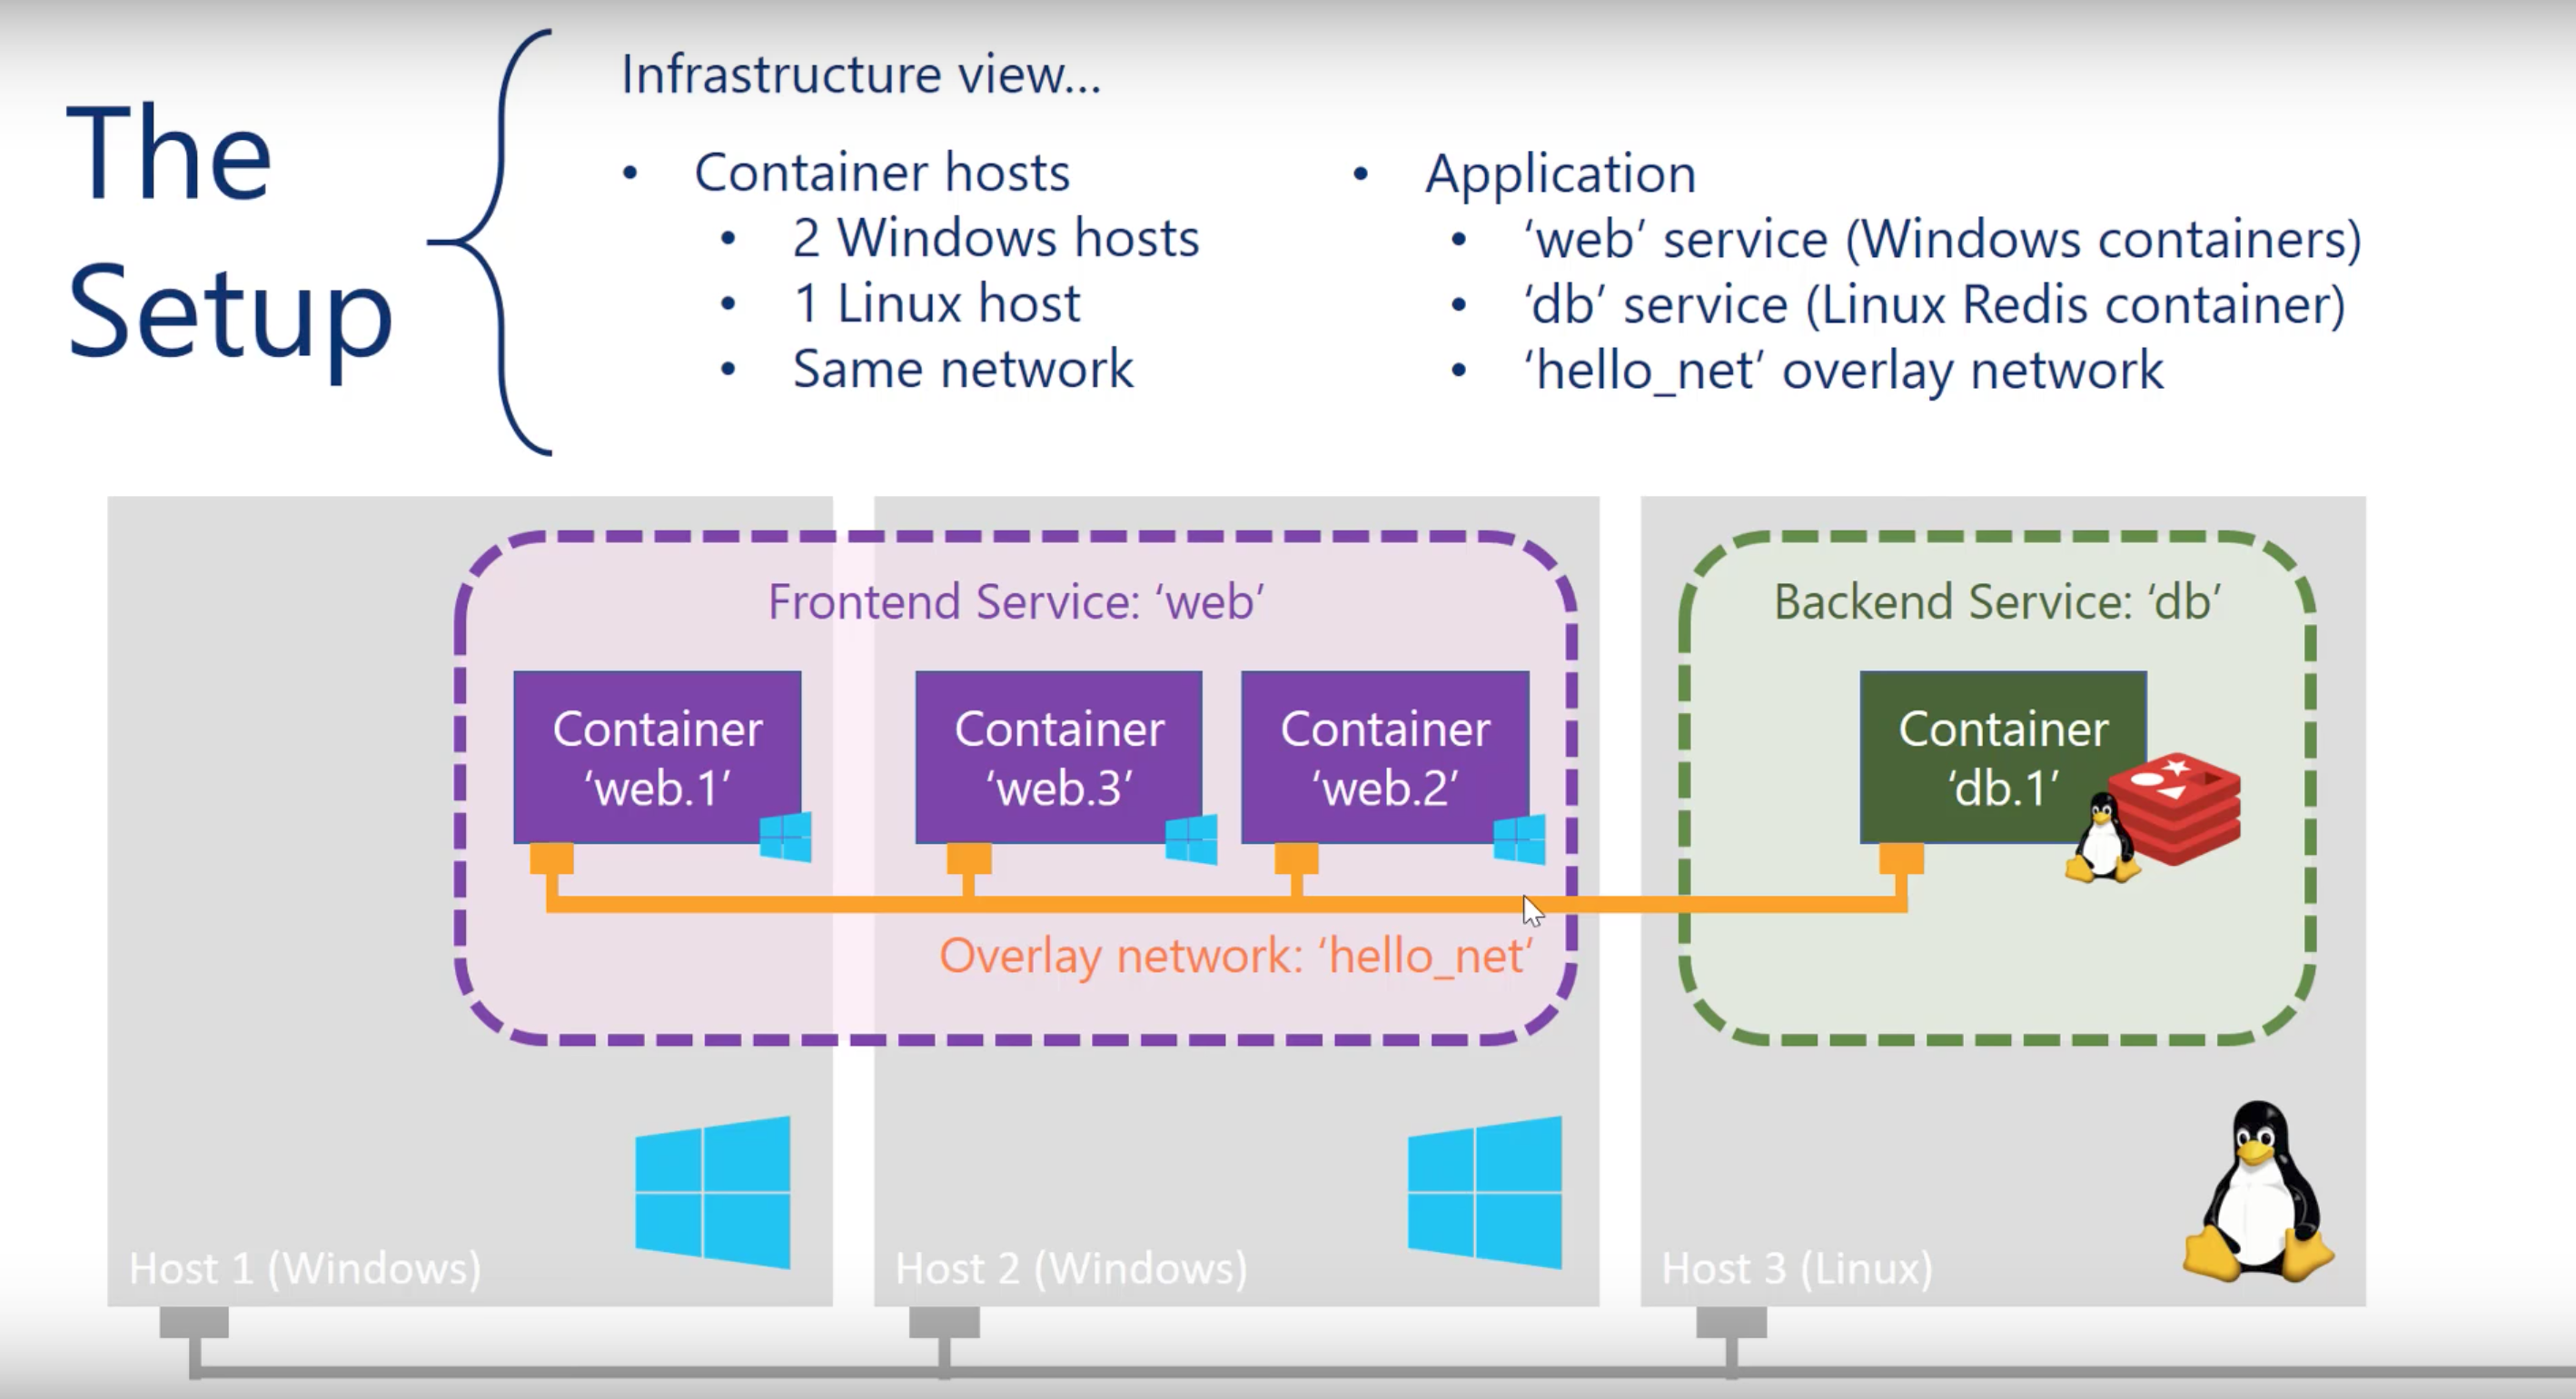 The
Setup
Infrastructure view...
• Container hosts
• 2 Windows hosts
• 1 Linux host
• Same network
• Application
• ‘web’ service (Windows containers)
• ‘db’ service (Linux Redis container)
• ‘hello_net’ overlay network
Frontend Service: ‘web’
Container
‘web.1’
Container
‘web.3’
Container
‘web.2’
Overlay network: ‘hello_net’
Backend Service: ‘db’
Container
‘db.1’
Host 1 (Windows)
Host 2 (Windows)
Host 3 (Linux)